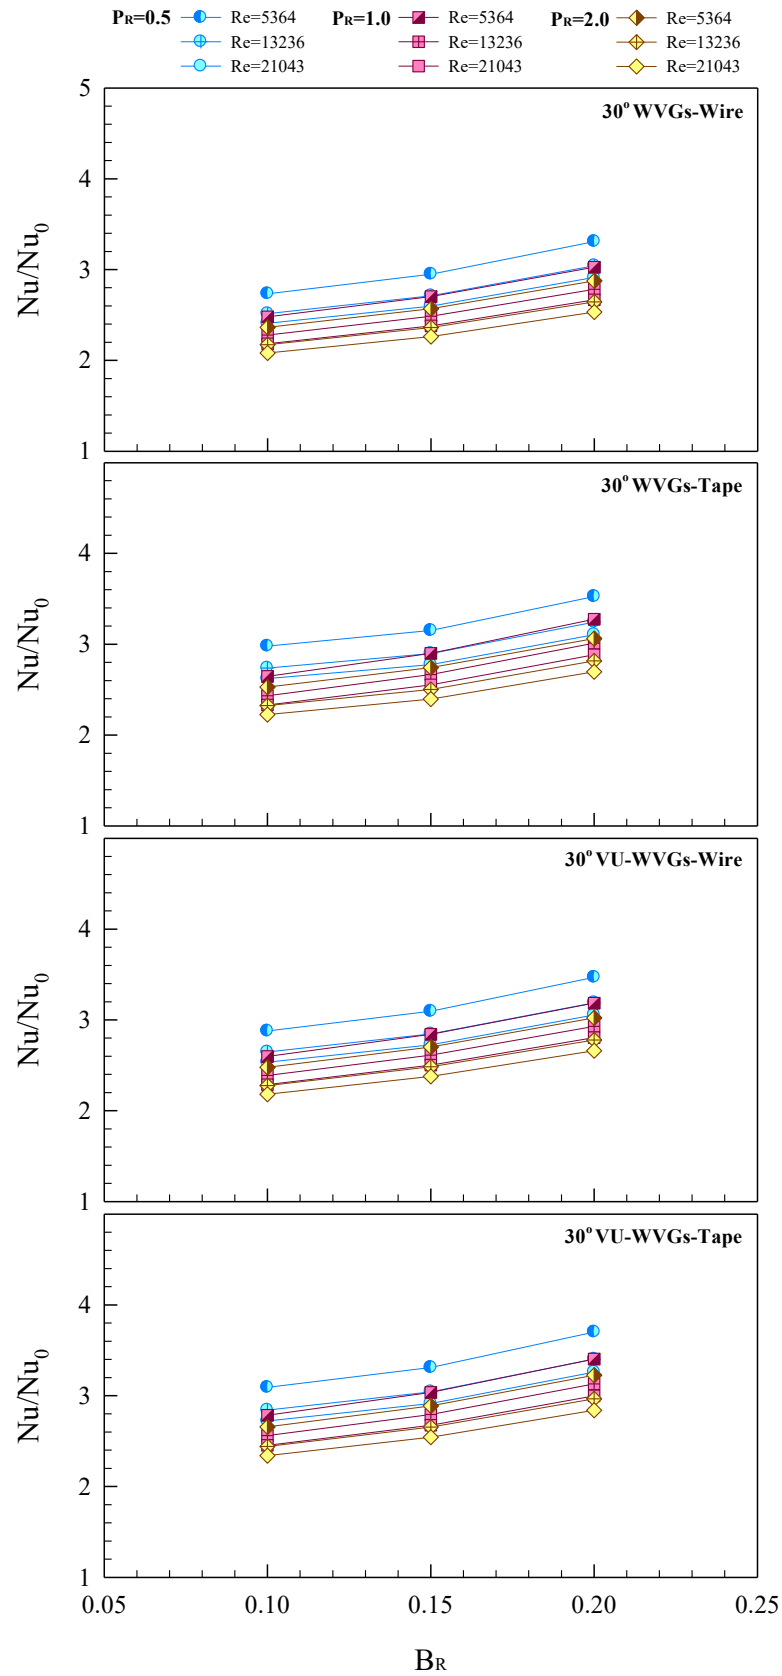 PR=0.5 Re=5364 PR=1.0 Re=5364 PR=2.0 Re=5364
Re=13236 Re=13236 Re=13236
Re=21043 Re=21043 Re=21043
5
30° WVGs-Wire
4
3
2
1
Nu/Nu0
30° WVGs-Tape
4
3
2
1
Nu/Nu0
30° VU-WVGs-Wire
4
3
2
1
Nu/Nu0
30° VU-WVGs-Tape
4
3
2
1
Nu/Nu0
0.05 0.10 0.15 0.20 0.25
BR